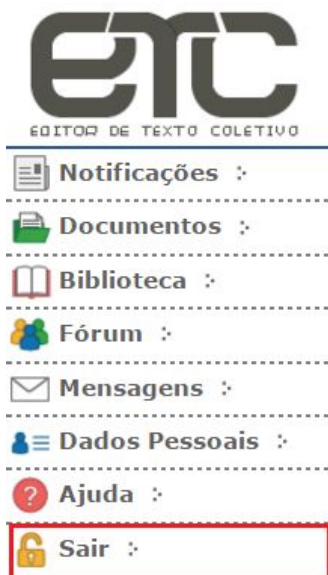 ETC
EDITOR DE TEXTO COLETIVO
Notificações
Documentos
Biblioteca
Fórum
Mensagens
Dados Pessoais
? Ajuda
Sair